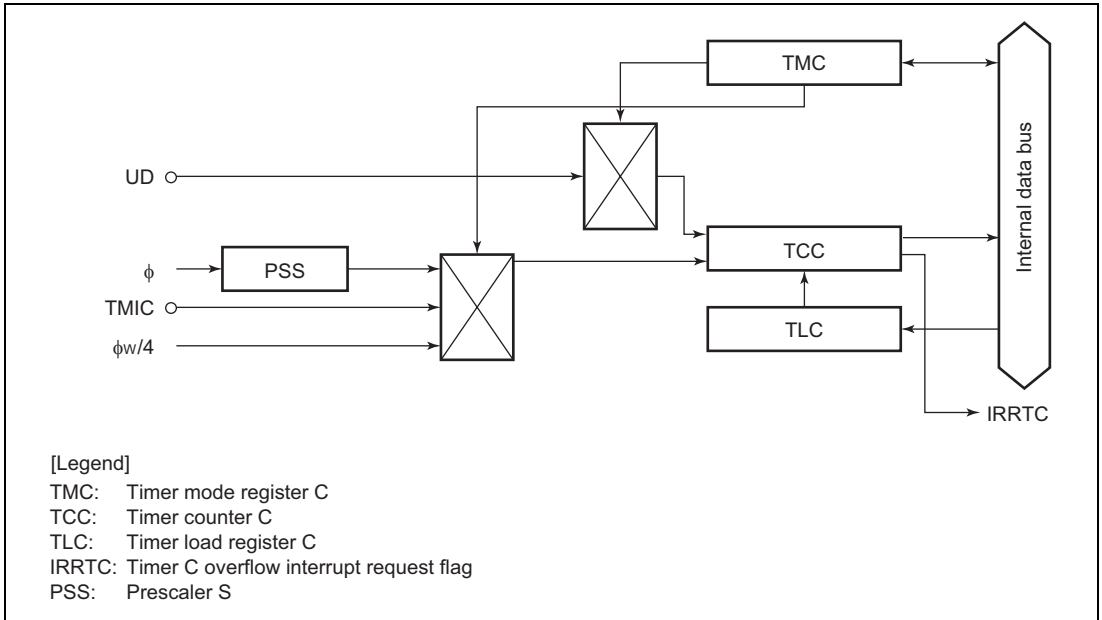 TMC
UD
TCC
φ
PSS
TMIC
TLC
φw/4
Internal data bus
IRRTC
[Legend]
TMC: Timer mode register C
TCC: Timer counter C
TLC: Timer load register C
IRRTC: Timer C overflow interrupt request flag
PSS: Prescaler S